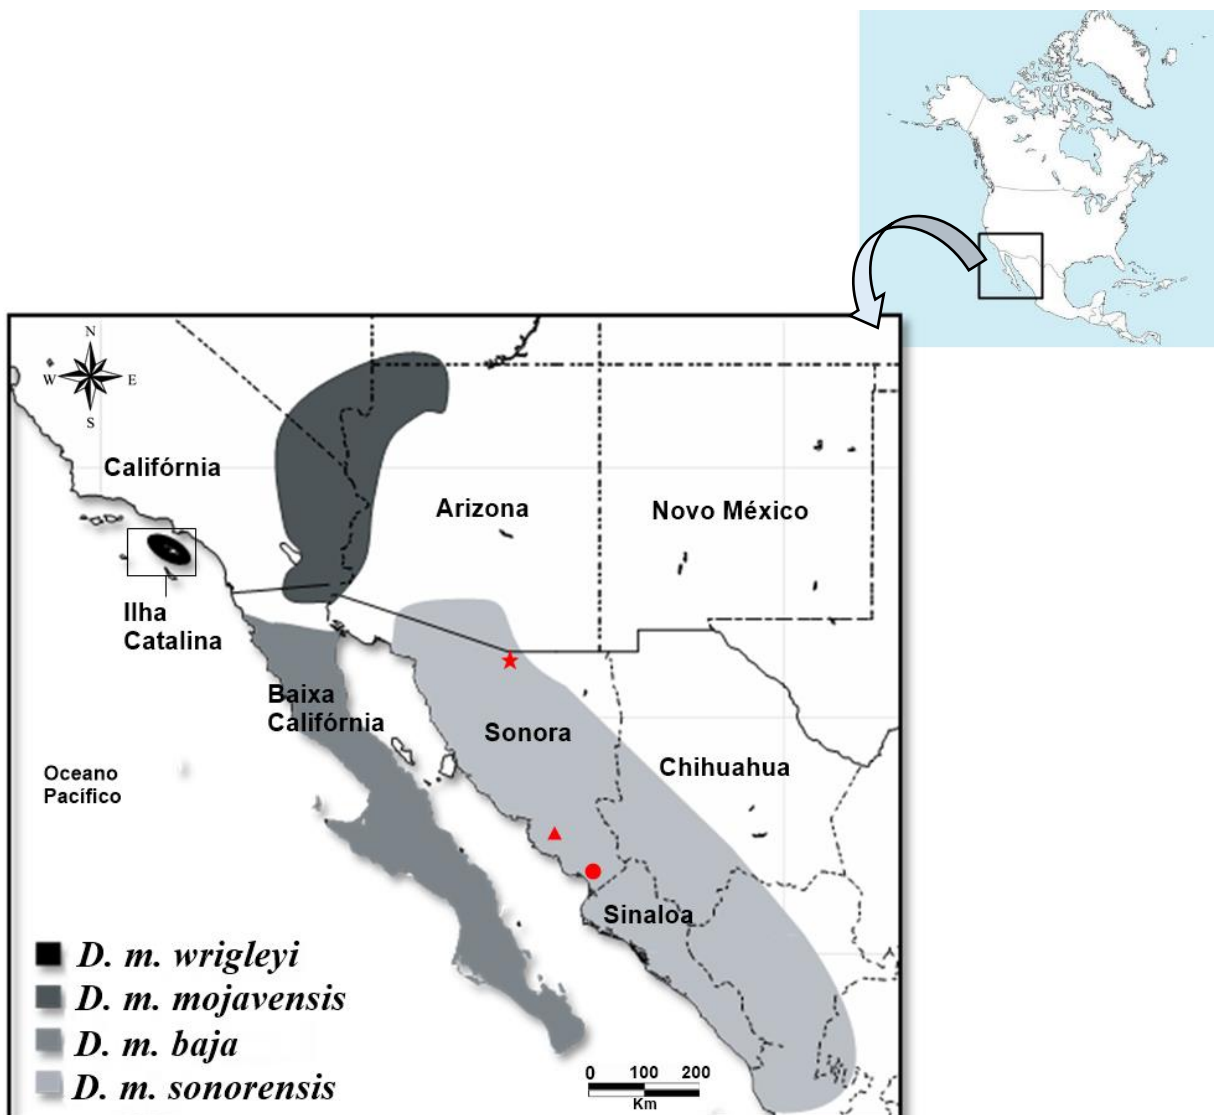 N
W E
S
Califórnia
Arizona
Novo México
Ilha
Catalina
Baixa
Califórnia
Sonora
Chihuahua
Oceano
Pacífico
Sinaloa
D. m. wrigleyi
D. m. mojavensis
D. m. baja
D. m. sonorensis
0 100 200
Km